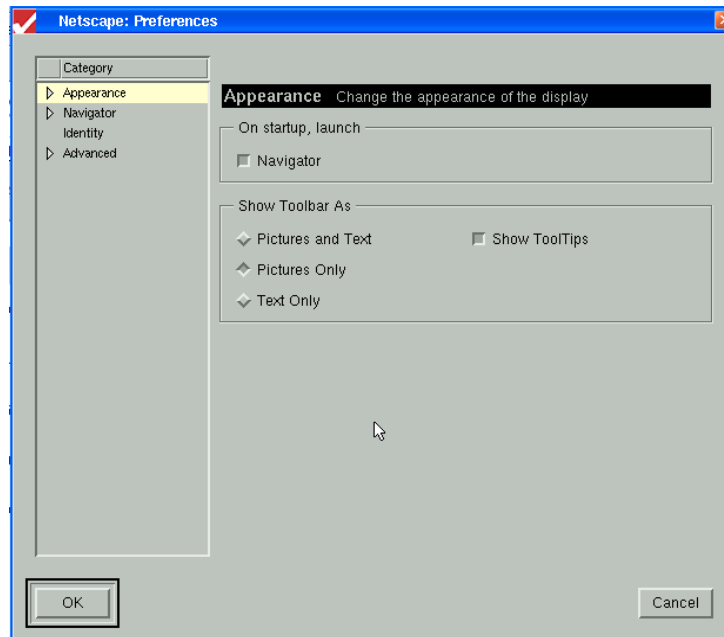 Netscape: Preferences
Category
Appearance
Navigator
Identity
Advanced
Appearance Change the appearance of the display
On startup, launch
Navigator
Show Toolbar As
Pictures and Text Show ToolTips
Pictures Only
Text Only
OK Cancel